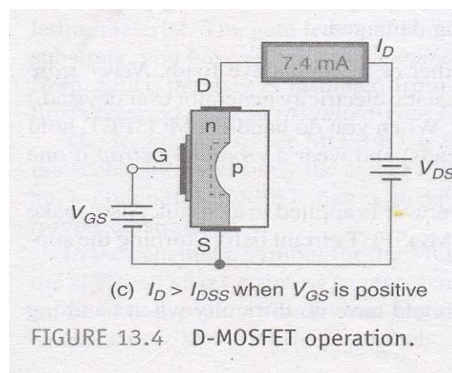 I_D
7.4 mA
D
n
G
p
V_DS
V_GS
S
(c) I_D > I_DSS when V_GS is positive
FIGURE 13.4 D-MOSFET operation.